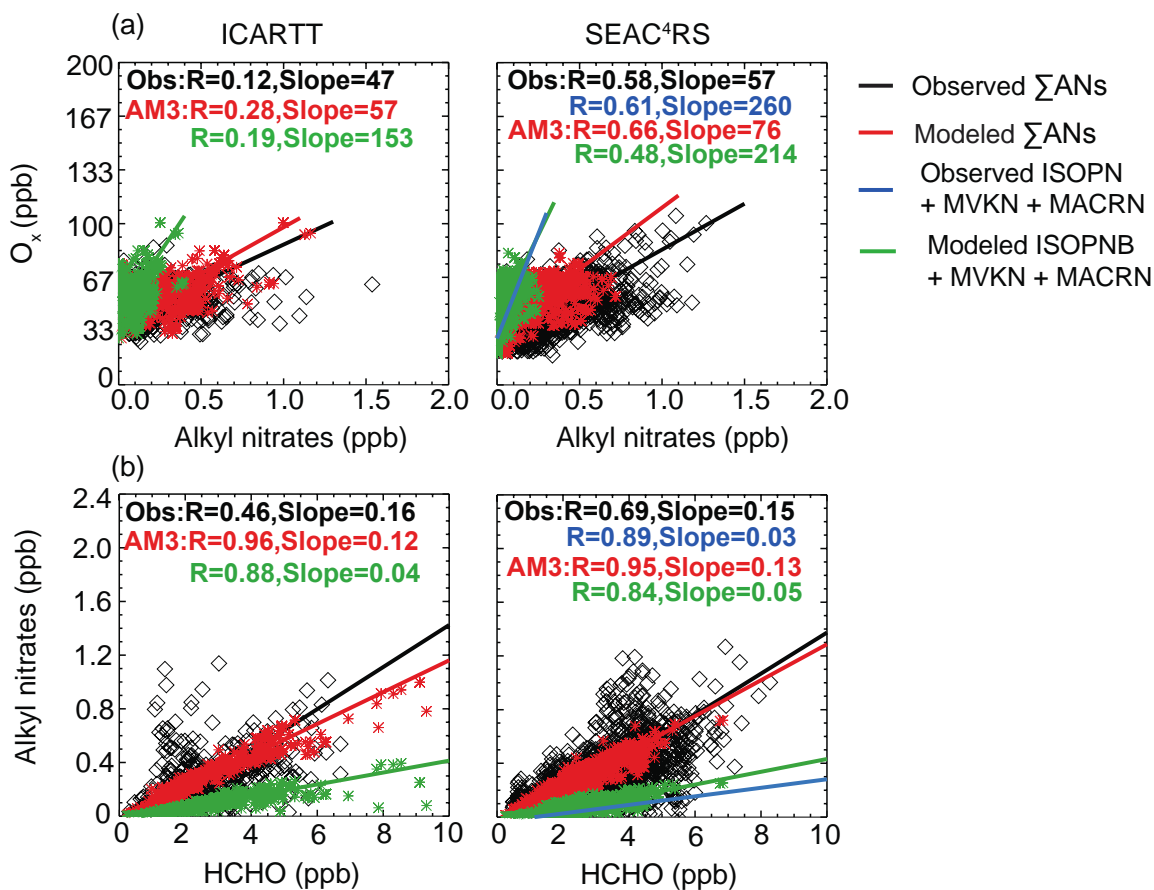 (a)
ICARTT
SEAC⁴RS
200
167
133
100
67
33
0
Oₓ (ppb)
Obs:R=0.12,Slope=47
AM3:R=0.28,Slope=57
R=0.19,Slope=153
0.0 0.5 1.0 1.5 2.0
Alkyl nitrates (ppb)
Obs:R=0.58,Slope=57
R=0.61,Slope=260
AM3:R=0.66,Slope=76
R=0.48,Slope=214
0.0 0.5 1.0 1.5 2.0
Alkyl nitrates (ppb)
Observed ∑ANs
Modeled ∑ANs
Observed ISOPN
+ MVKN + MACRN
Modeled ISOPNB
+ MVKN + MACRN
(b)
2.4
2.0
1.6
1.2
0.8
0.4
0
Alkyl nitrates (ppb)
Obs:R=0.46,Slope=0.16
AM3:R=0.96,Slope=0.12
R=0.88,Slope=0.04
0 2 4 6 8 10
HCHO (ppb)
Obs:R=0.69,Slope=0.15
R=0.89,Slope=0.03
AM3:R=0.95,Slope=0.13
R=0.84,Slope=0.05
0 2 4 6 8 10
HCHO (ppb)